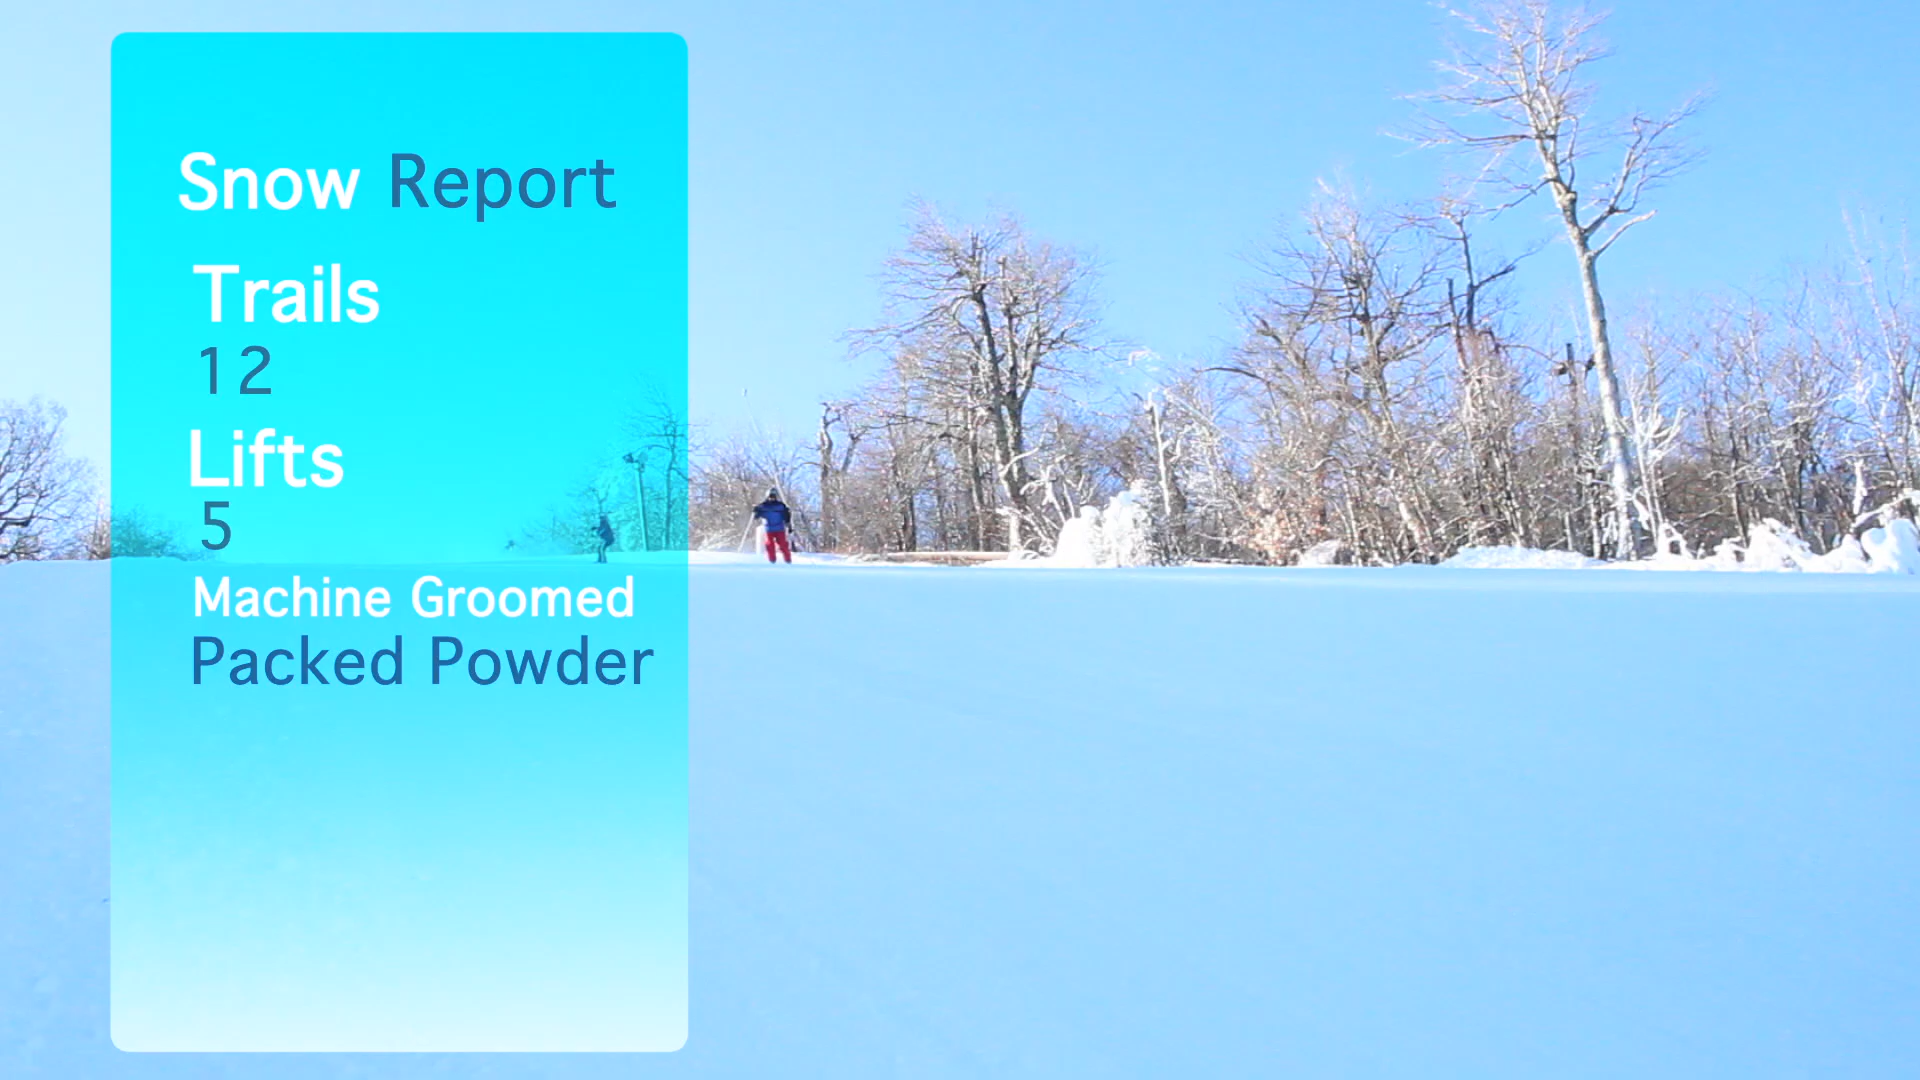 Snow Report
Trails
12
Lifts
5
Machine Groomed
Packed Powder